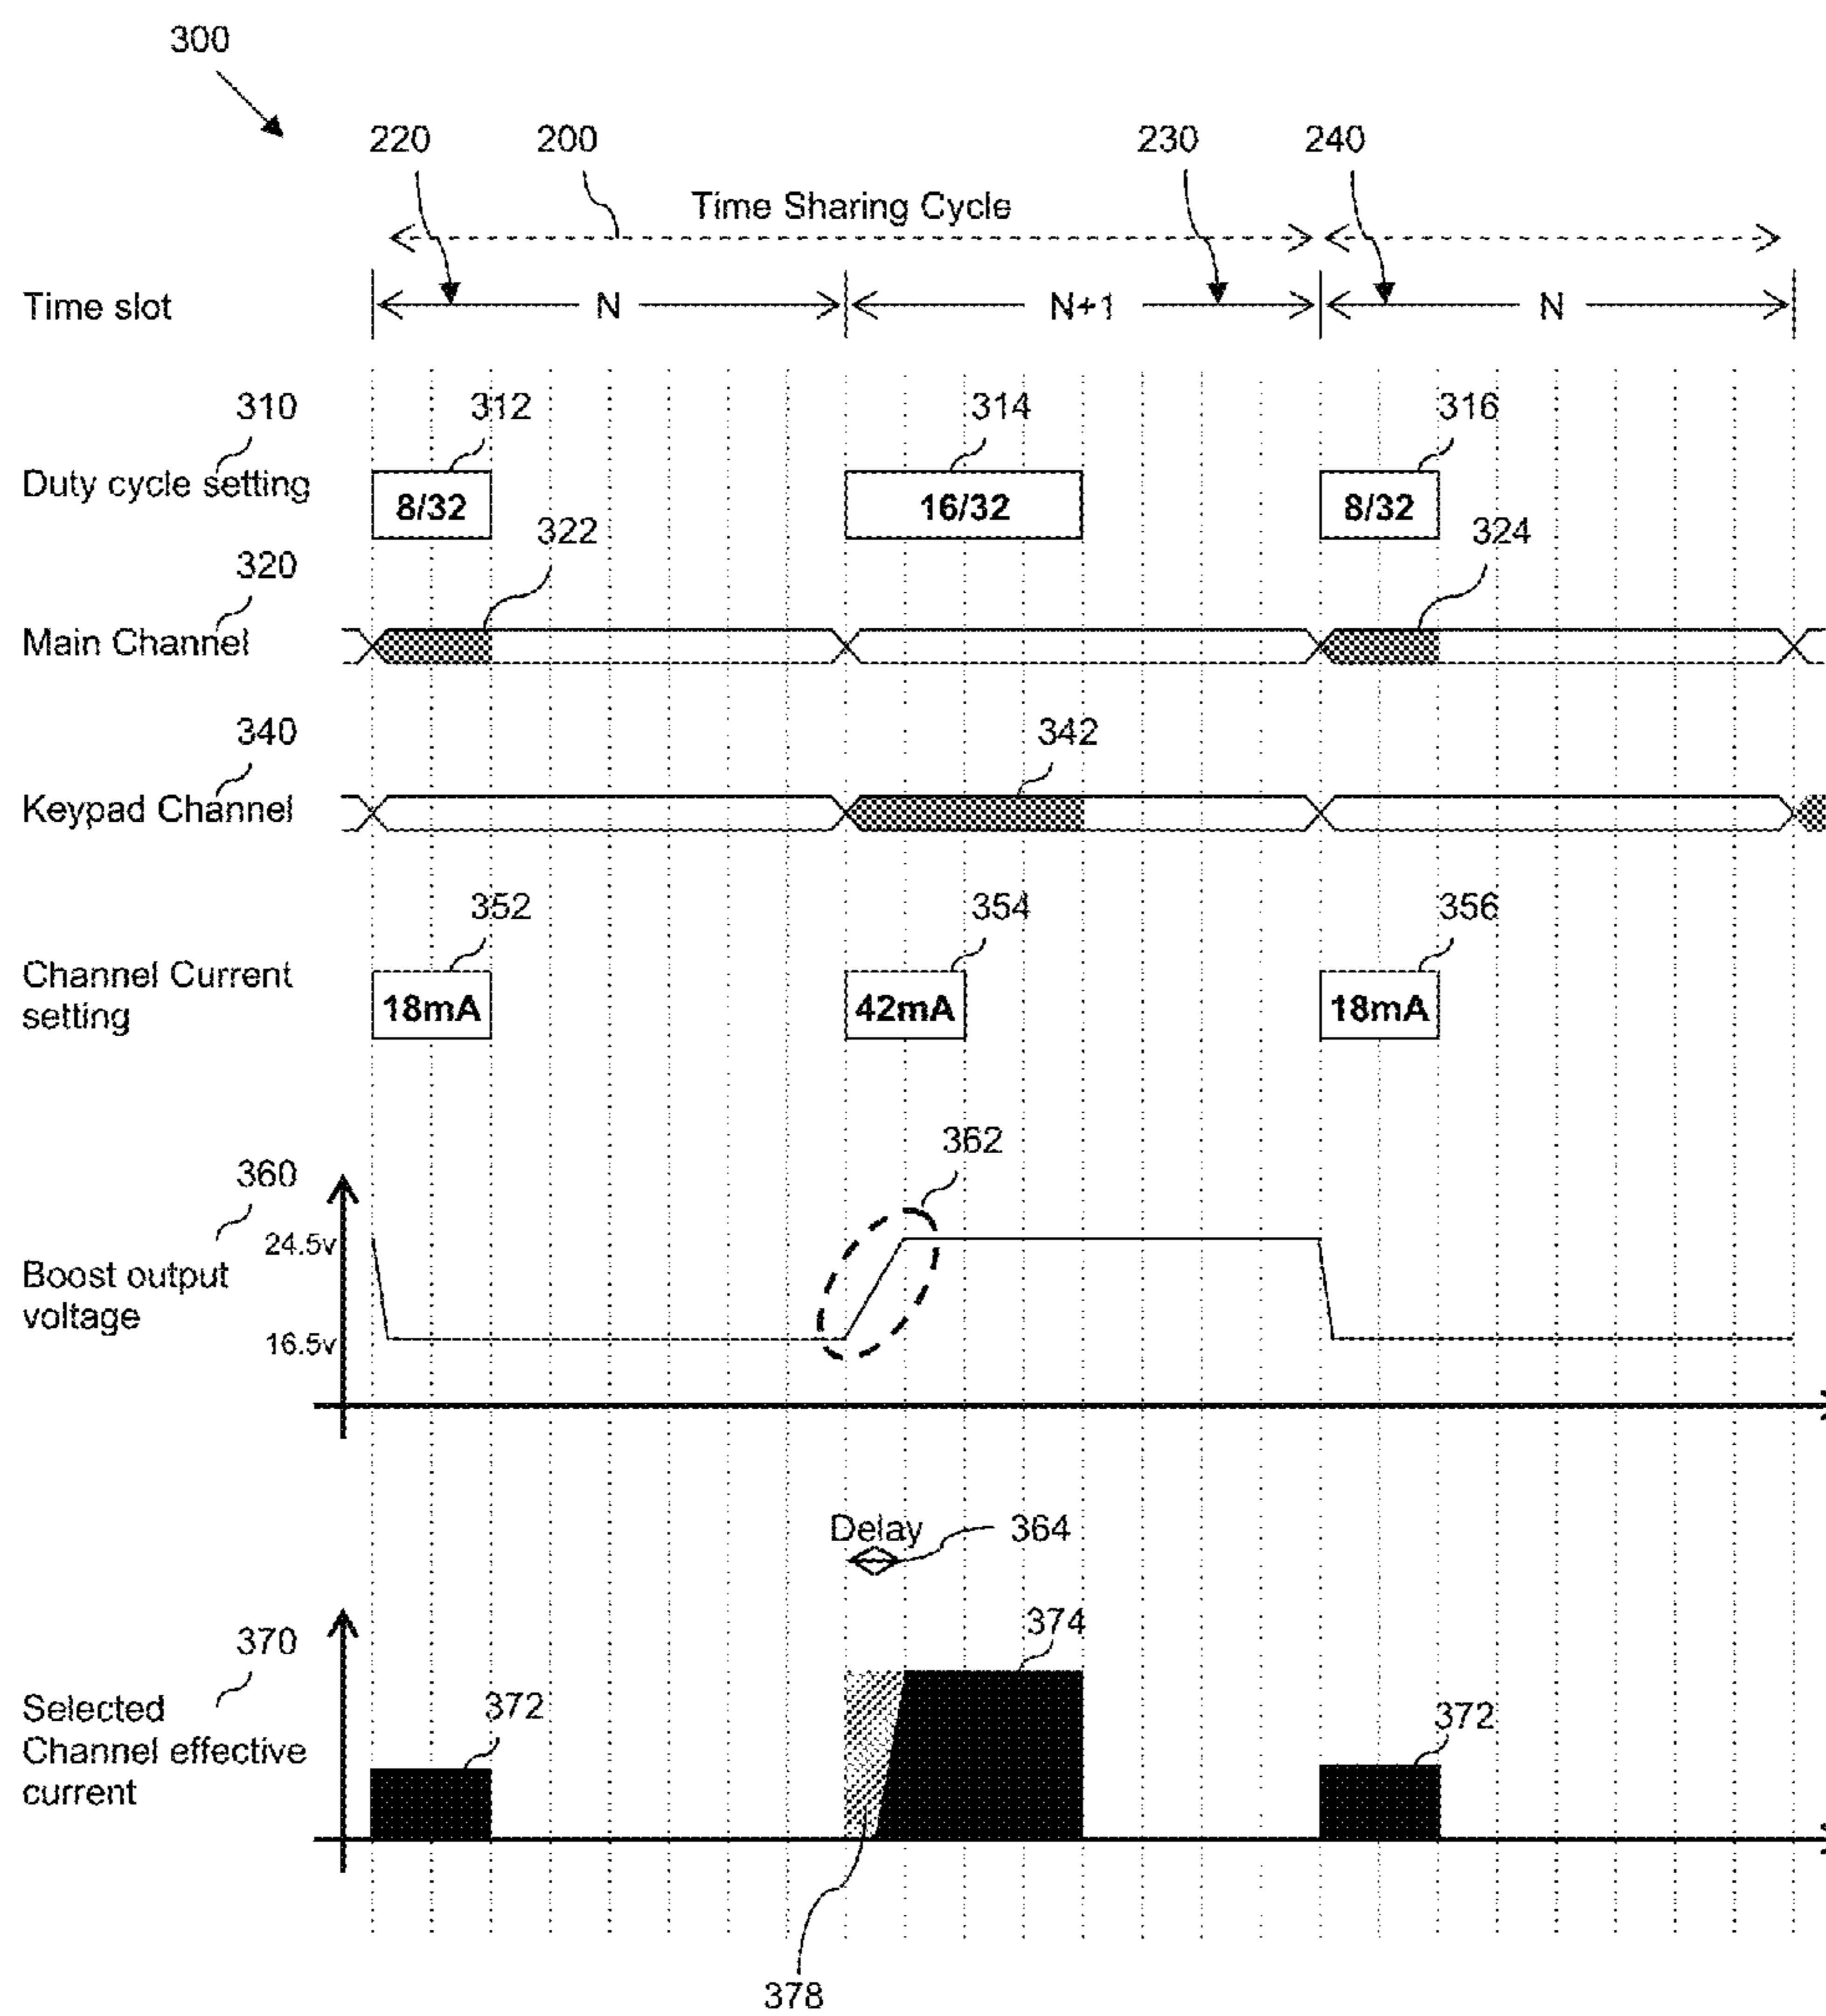 300
220
200
230
240
Time Sharing Cycle
Time slot
N
N+1
N
310
312
314
316
Duty cycle setting
8/32
16/32
8/32
322
324
320
Main Channel
340
342
Keypad Channel
352
354
356
Channel Current
setting
18mA
42mA
18mA
362
360
24.5v
Boost output
voltage
16.5v
Delay
364
374
370
372
372
Selected
Channel effective
current
378